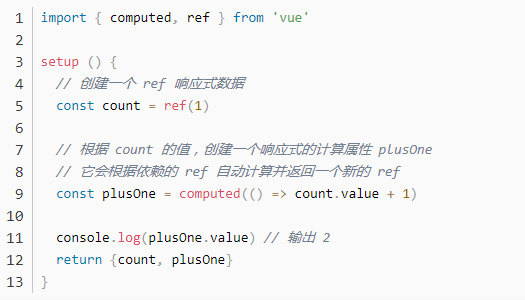 1 import { computed, ref } from 'vue'
2
3 setup () {
4 // 创建一个 ref 响应式数据
5 const count = ref(1)
6
7 // 根据 count 的值，创建一个响应式的计算属性 plusOne
8 // 它会根据依赖的 ref 自动计算并返回一个新的 ref
9 const plusOne = computed(() => count.value + 1)
10
11 console.log(plusOne.value) // 输出 2
12 return {count, plusOne}
13 }